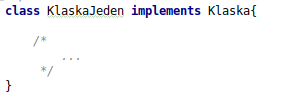 class KlaskaJeden implements Klaska{
/*
...
*/
}